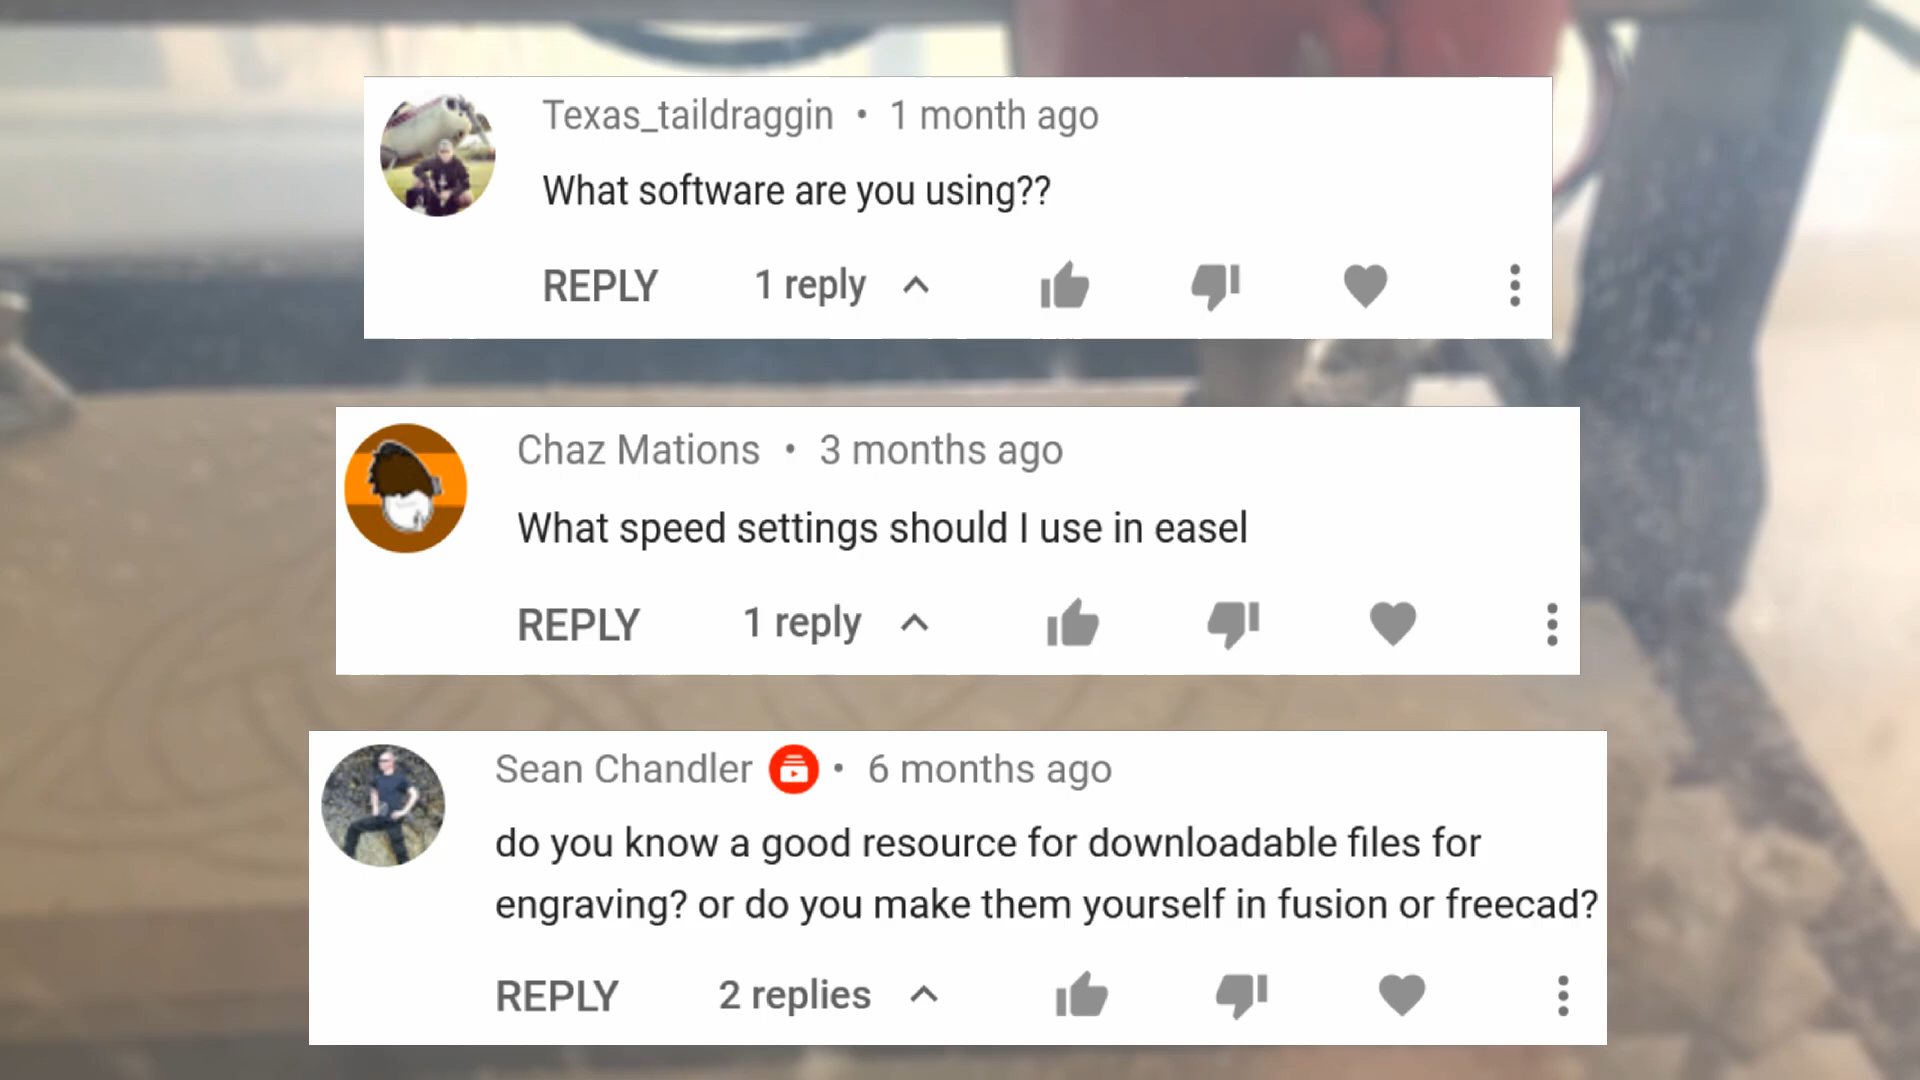 Texas_taildraggin • 1 month ago
What software are you using??
REPLY 1 reply
Chaz Mations • 3 months ago
What speed settings should I use in easel
REPLY 1 reply
Sean Chandler • 6 months ago
do you know a good resource for downloadable files for
engraving? or do you make them yourself in fusion or freecad?
REPLY 2 replies